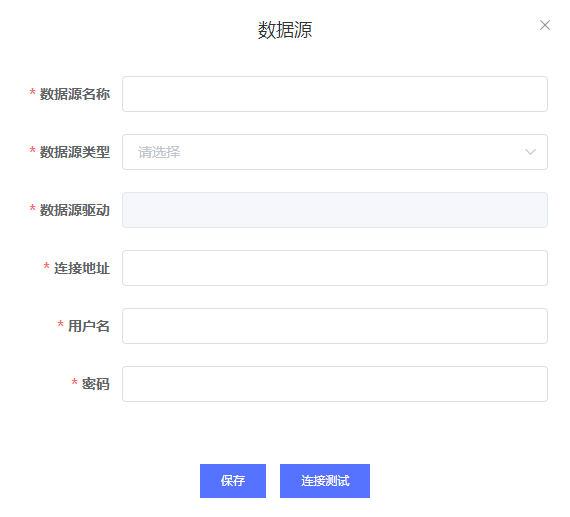 数据源
* 数据源名称
* 数据源类型 请选择
* 数据源驱动
* 连接地址
* 用户名
* 密码
保存 连接测试